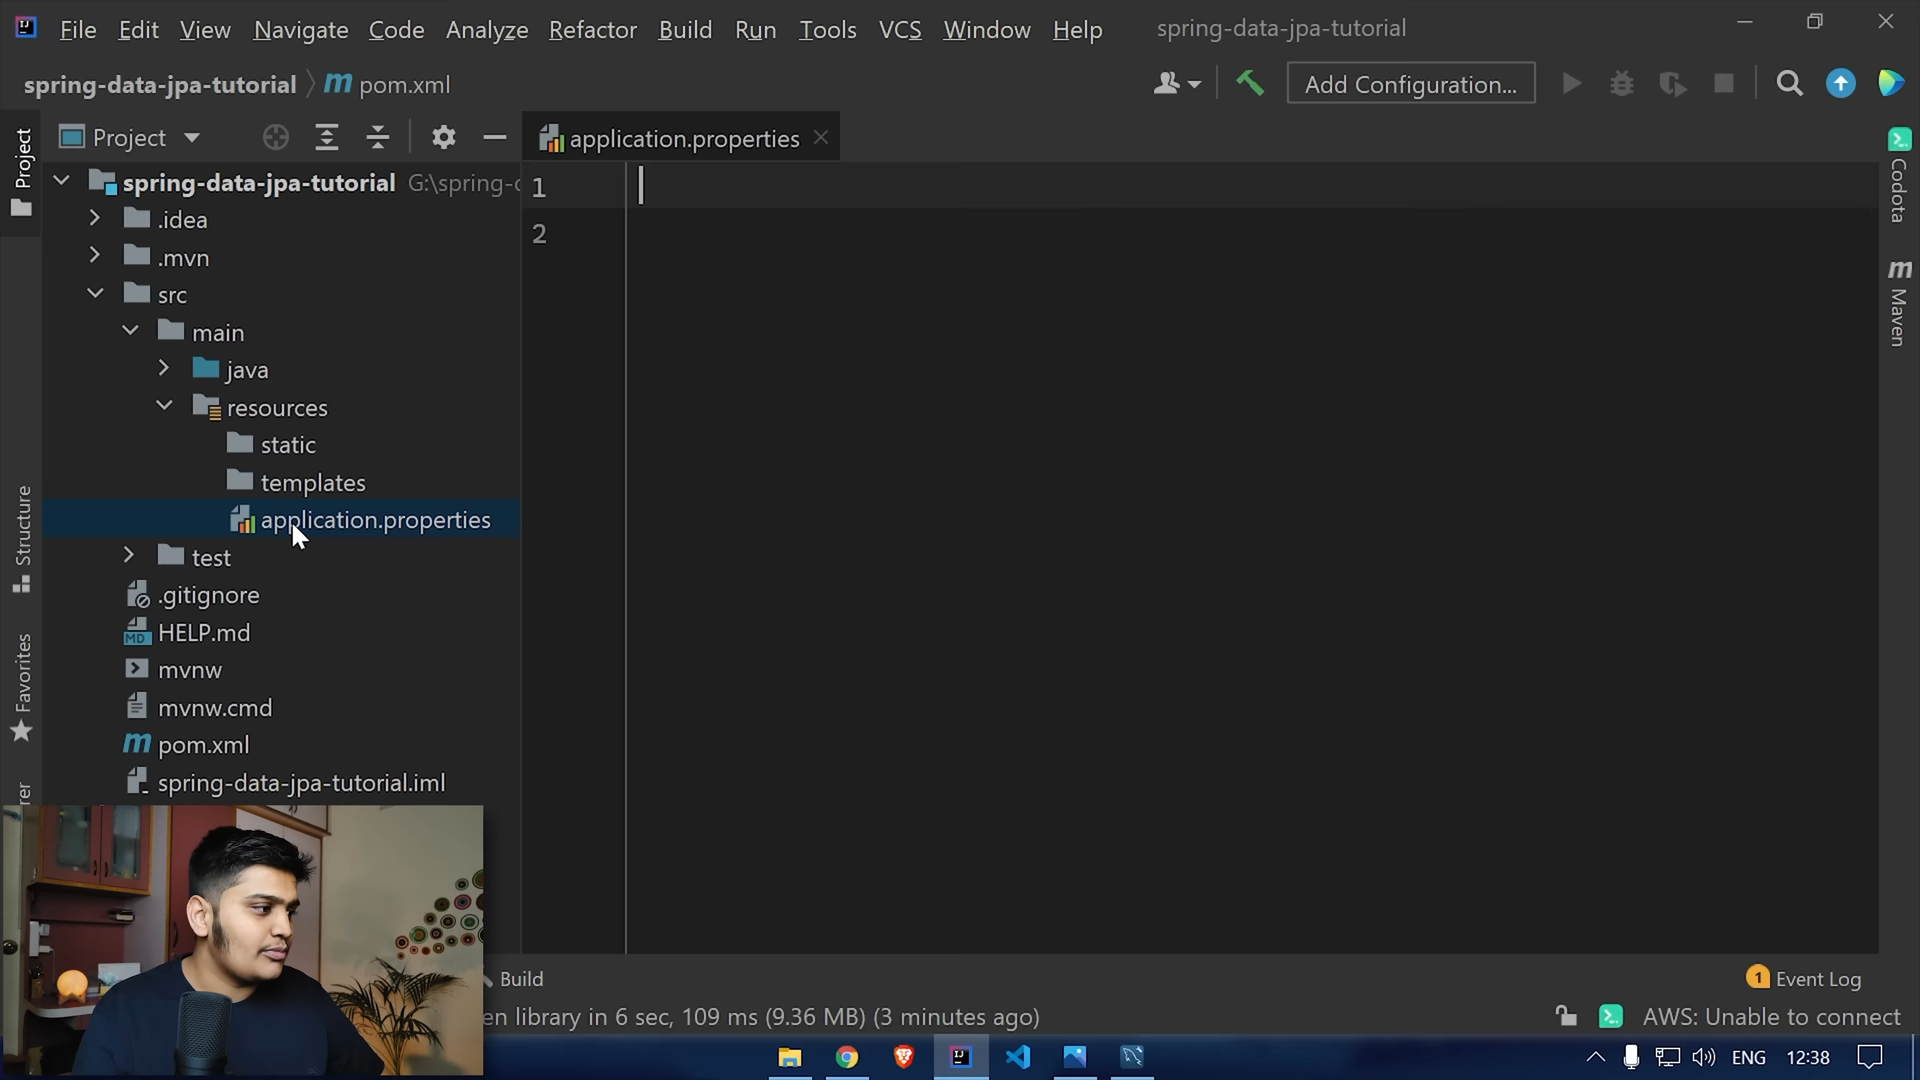 File Edit View Navigate Code Analyze Refactor Build Run Tools VCS Window Help spring-data-jpa-tutorial
spring-data-jpa-tutorial pom.xml Add Configuration...
Project
application.properties
Project
spring-data-jpa-tutorial
.idea
.mvn
src
main
java
resources
static
templates
application.properties
test
.gitignore
HELP.md
mvnw
mvnw.cmd
pom.xml
spring-data-jpa-tutorial.iml
1
2
Structure
Favorites
Codota
Maven
Build
1 Event Log
library in 6 sec, 109 ms (9.36 MB) (3 minutes ago)
AWS: Unable to connect
ENG 12:38